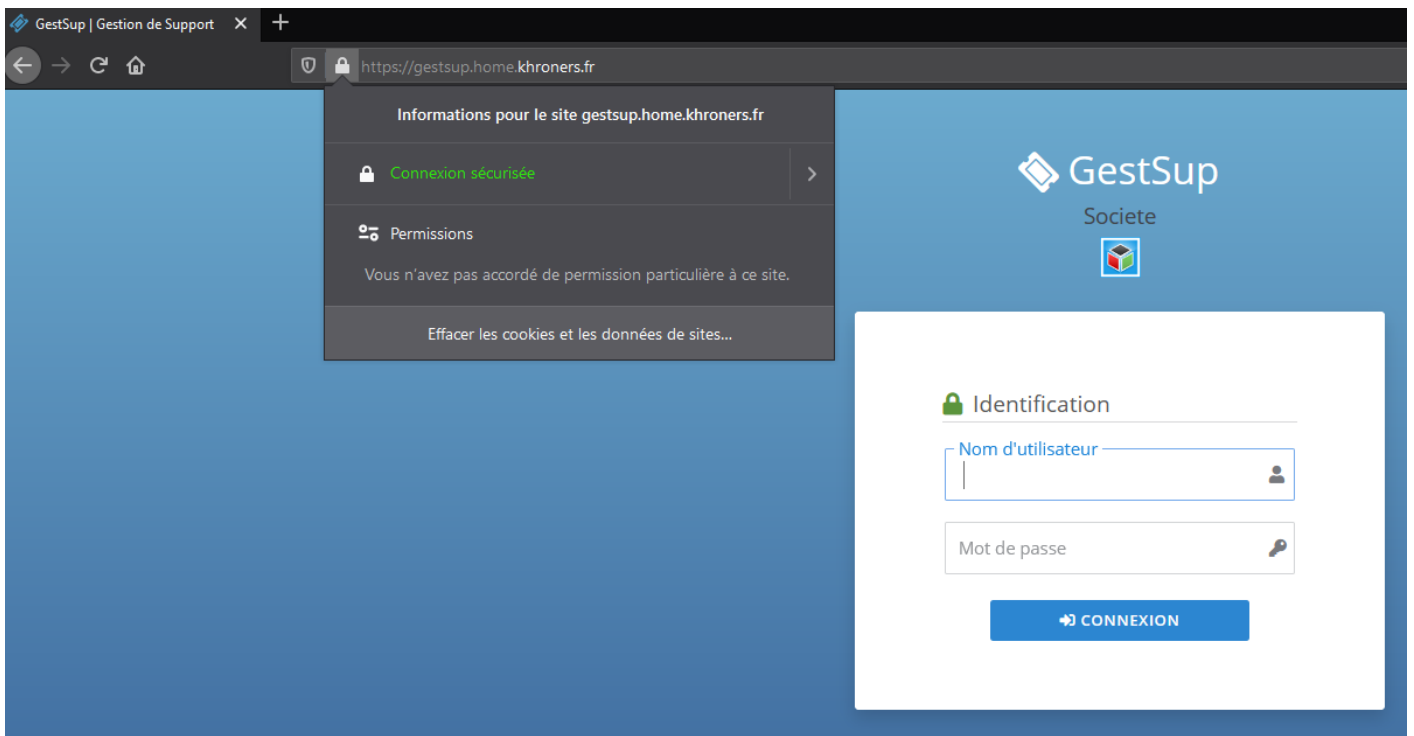 GestSup | Gestion de Support
https://gestsup.home.khroners.fr
Informations pour le site gestsup.home.khroners.fr
Connexion sécurisée
Permissions
Vous n'avez pas accordé de permission particulière à ce site.
Effacer les cookies et les données de sites...
GestSup
Societe
Identification
Nom d'utilisateur
Mot de passe
CONNEXION